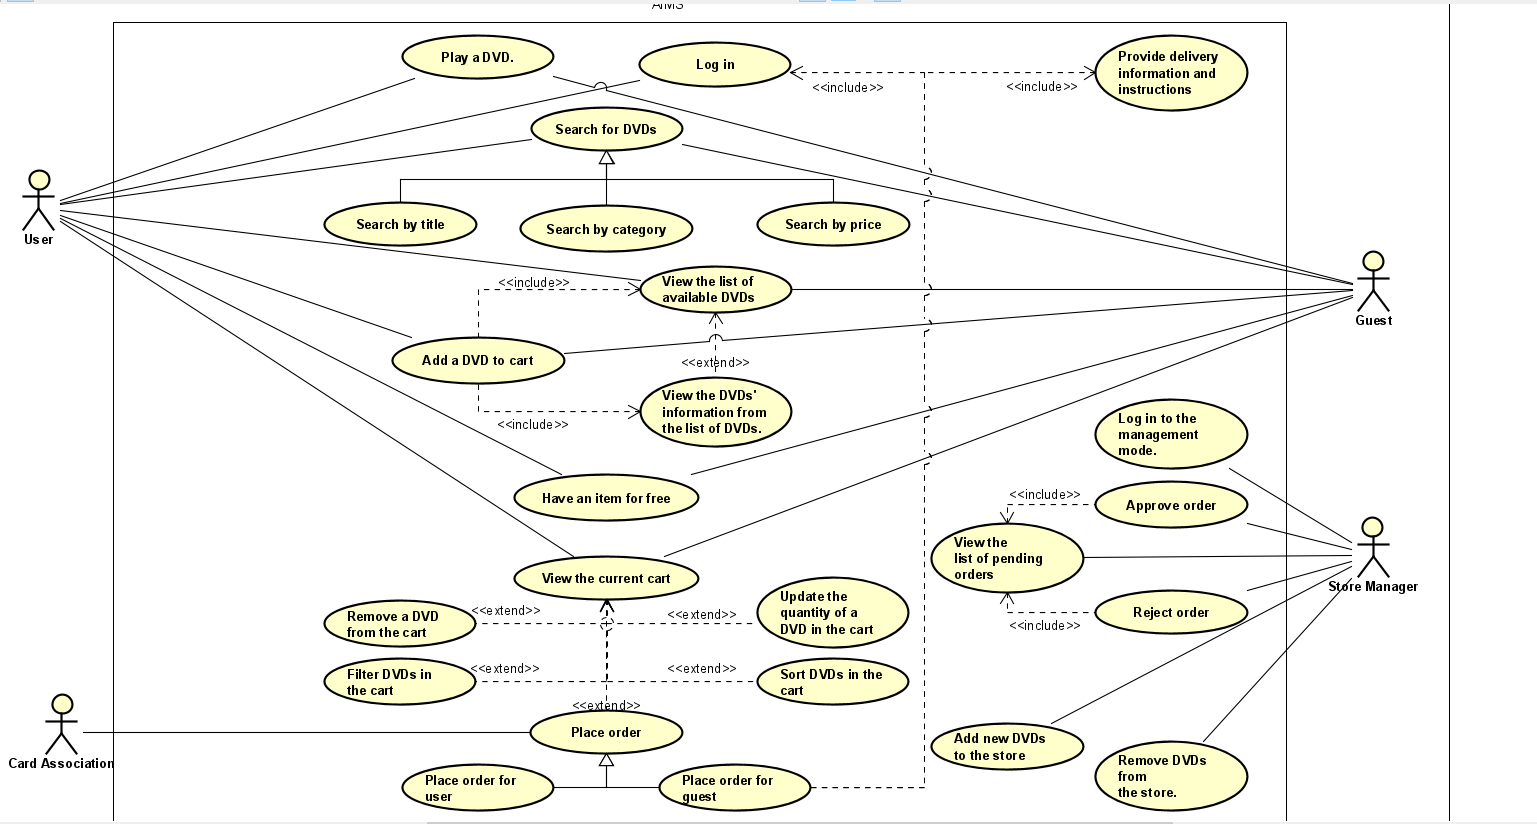 AIMS
Play a DVD.
Log in
Provide delivery
information and
instructions
<<include>>
<<include>>
Search for DVDs
User
Search by title
Search by category
Search by price
<<include>>
View the list of
available DVDs
Guest
Add a DVD to cart
<<extend>>
View the DVDs'
information from
the list of DVDs.
<<include>>
Log in to the
management
mode.
Have an item for free
<<include>>
Approve order
View the
list of pending
orders
Store Manager
View the current cart
Remove a DVD
from the cart
<<extend>>
<<extend>>
Update the
quantity of a
DVD in the cart
Reject order
<<include>>
Filter DVDs in
the cart
<<extend>>
<<extend>>
Sort DVDs in the
cart
<<extend>>
Place order
Card Association
Add new DVDs
to the store
Remove DVDs
from
the store.
Place order for
user
Place order for
guest